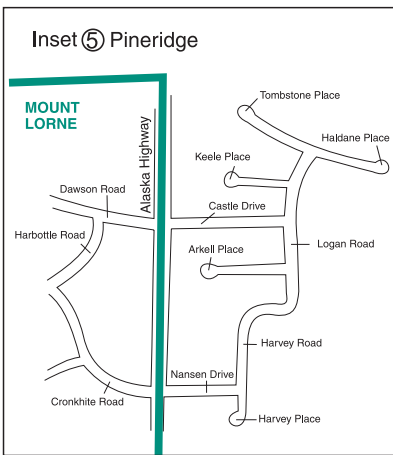 Inset ⑤ Pineridge
MOUNT
LORNE
Alaska Highway
Tombstone Place
Haldane Place
Keele Place
Dawson Road
Castle Drive
Harbottle Road
Arkell Place
Logan Road
Harvey Road
Nansen Drive
Cronkhite Road
Harvey Place